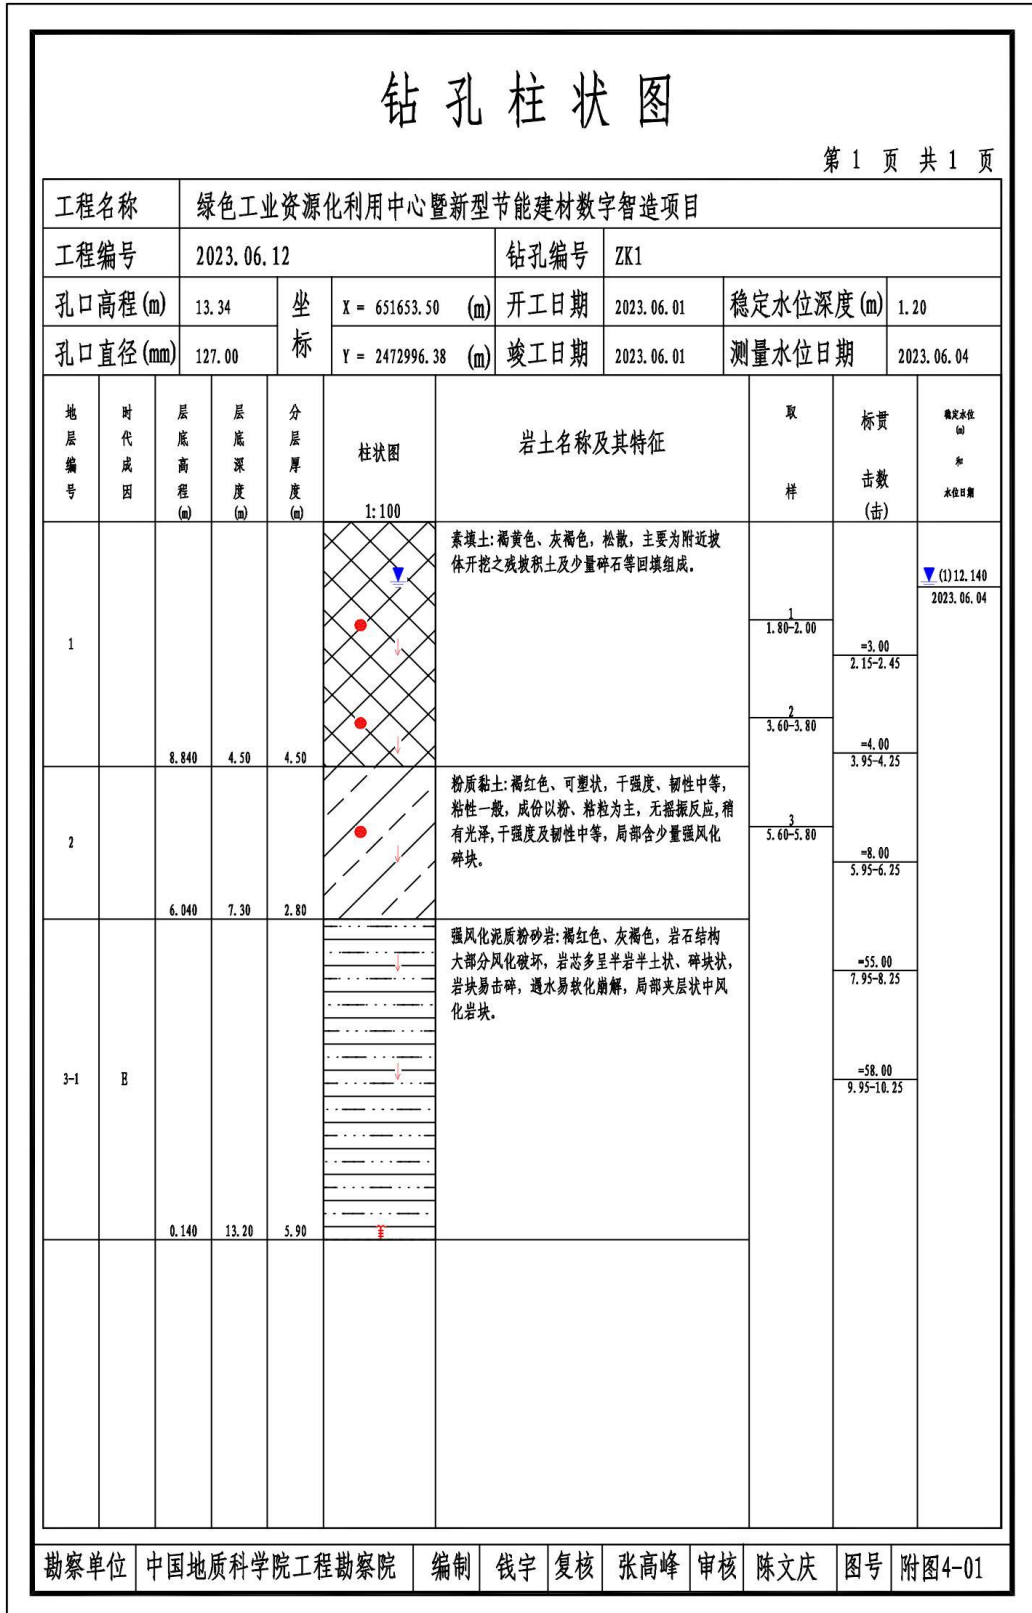 钻孔柱状图
第 1 页 共 1 页
工程名称 绿色工业资源化利用中心暨新型节能建材数字智造项目
工程编号 2023.06.12 钻孔编号 ZK1
孔口高程(m) 13.34 坐标 X = 651653.50 (m) 开工日期 2023.06.01 稳定水位深度(m) 1.20
孔口直径(mm) 127.00 Y = 2472996.38 (m) 竣工日期 2023.06.01 测量水位日期 2023.06.04
地层编号 时代成因 层底高程(m) 层底深度(m) 分层厚度(m) 柱状图 1:100 岩土名称及其特征 取样 标贯击数(击) 稳定水位(m)和水位日期
素填土:褐黄色、灰褐色，松散，主要为附近坡
体开挖之残坡积土及少量碎石等回填组成。
(1)12.140
2023.06.04
1
1.80-2.00
1
=3.00
2.15-2.45
2
3.60-3.80
=4.00
3.95-4.25
8.840 4.50 4.50
粉质黏土:褐红色、可塑状，干强度、韧性中等，
粘性一般，成份以粉、粘粒为主，无摇振反应,稍
有光泽,干强度及韧性中等，局部含少量强风化
碎块。
3
5.60-5.80
2
=8.00
5.95-6.25
6.040 7.30 2.80
强风化泥质粉砂岩:褐红色、灰褐色，岩石结构
大部分风化破坏，岩芯多呈半岩半土状、碎块状，
岩块易击碎，遇水易软化崩解，局部夹层状中风
化岩块。
=55.00
7.95-8.25
3-1 E
=58.00
9.95-10.25
0.140 13.20 5.90
勘察单位 中国地质科学院工程勘察院 编制 钱宇 复核 张高峰 审核 陈文庆 图号 附图4-01